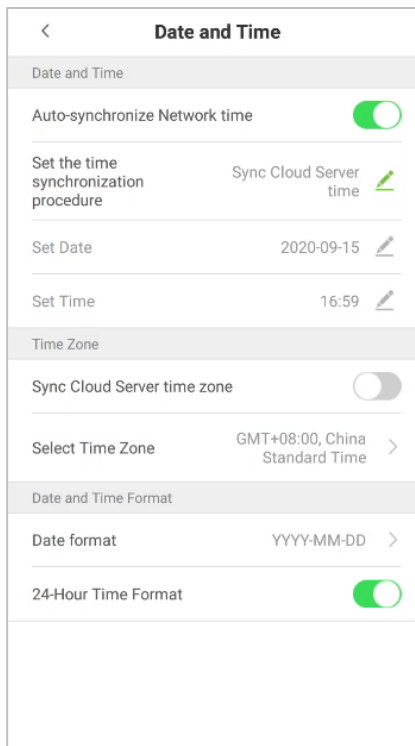 Date and Time
Date and Time
Auto-synchronize Network time
Set the time
synchronization
procedure
Sync Cloud Server
time
Set Date
2020-09-15
Set Time
16:59
Time Zone
Sync Cloud Server time zone
Select Time Zone
GMT+08:00, China
Standard Time
Date and Time Format
Date format
YYYY-MM-DD
24-Hour Time Format